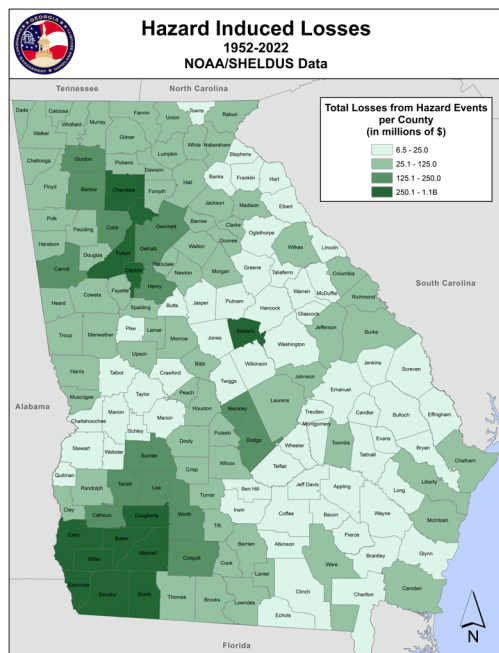 Hazard Induced Losses
1952-2022
NOAA/SHELDUS Data
Tennessee
North Carolina
Total Losses from Hazard Events
per County
(in millions of $)
6.5 - 25.0
25.1 - 125.0
125.1 - 250.0
250.1 - 1.1B
South Carolina
Alabama
Florida
N
Dade
Catoosa
Whitfield
Murray
Fannin
Union
Towns
Rabun
Walker
Gilmer
Lumpkin
White
Habersham
Stephens
Chattooga
Gordon
Pickens
Dawson
Hall
Banks
Franklin
Hart
Floyd
Bartow
Cherokee
Forsyth
Jackson
Madison
Elbert
Polk
Paulding
Cobb
Gwinnett
Barrow
Clarke
Oglethorpe
Haralson
Douglas
Fulton
DeKalb
Walton
Oconee
Wilkes
Lincoln
Carroll
Clayton
Rockdale
Newton
Morgan
Greene
Taliaferro
Columbia
McDuffie
Heard
Coweta
Fayette
Henry
Spalding
Butts
Jasper
Putnam
Hancock
Warren
Richmond
Glascock
Troup
Meriwether
Pike
Lamar
Monroe
Jones
Baldwin
Washington
Jefferson
Burke
Harris
Upson
Talbot
Crawford
Bibb
Wilkinson
Twiggs
Johnson
Jenkins
Screven
Muscogee
Taylor
Peach
Houston
Bleckley
Laurens
Emanuel
Chattahoochee
Marion
Macon
Schley
Pulaski
Dodge
Treutlen
Montgomery
Candler
Bulloch
Effingham
Stewart
Webster
Sumter
Dooly
Wilcox
Wheeler
Telfair
Toombs
Tattnall
Evans
Bryan
Chatham
Quitman
Randolph
Terrell
Lee
Crisp
Turner
Ben Hill
Jeff Davis
Appling
Long
Liberty
Clay
Calhoun
Dougherty
Worth
Tift
Irwin
Coffee
Bacon
Wayne
McIntosh
Early
Baker
Mitchell
Colquitt
Cook
Berrien
Atkinson
Pierce
Ware
Brantley
Glynn
Miller
Lanier
Clinch
Charlton
Camden
Seminole
Decatur
Grady
Thomas
Brooks
Lowndes
Echols